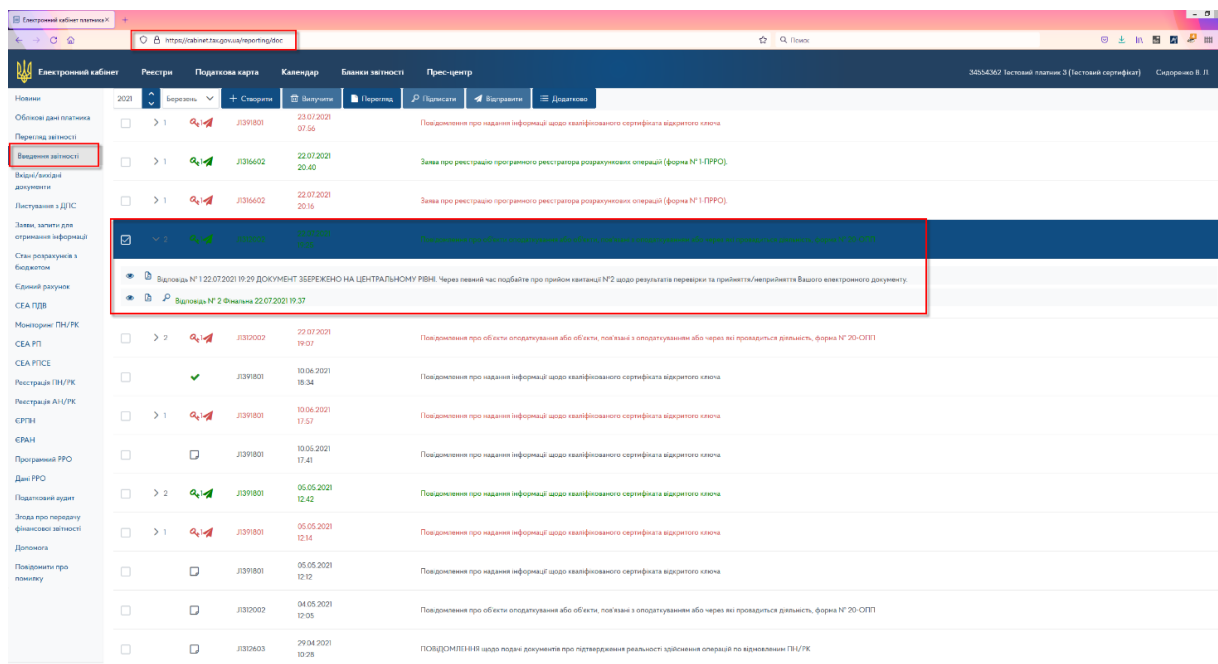 Електронний кабінет платника ×
+
https://cabinet.tax.gov.ua/reporting/doc
Пошук
Електронний кабінет Реєстри Податкова карта Календар Бланки звітності Прес-центр 34554362 Тестовий платник 3 (Тестовий сертифікат) Сидоренко В. Л.
Новини
Облікові дані платника
Перегляд звітності
Введення звітності
Вхідні/вихідні
документи
Листування з ДПС
Заяви, запити для
отримання інформації
Стан розрахунків з
бюджетом
Єдиний рахунок
СЕА ПДВ
Моніторинг ПН/РК
СЕА РП
СЕА РПСЕ
Реєстрація ПН/РК
Реєстрація АН/РК
ЄРПН
ЄРАН
Програмний РРО
Дані РРО
Податковий аудит
Згода про передачу
фінансової звітності
Допомога
Повідомити про
помилку
2021 Березень + Створити Вилучити Перегляд Підписати Відправити Додатково
1 J1391801 23.07.2021 07:56 Повідомлення про надання інформації щодо кваліфікованого сертифіката відкритого ключа
1 J1316602 22.07.2021 20:40 Заява про реєстрацію програмного реєстратора розрахункових операцій (форма № 1-ПРРО).
1 J1316602 22.07.2021 20:16 Заява про реєстрацію програмного реєстратора розрахункових операцій (форма № 1-ПРРО).
2
Відповідь № 1 22.07.2021 19:29 ДОКУМЕНТ ЗБЕРЕЖЕНО НА ЦЕНТРАЛЬНОМУ РІВНІ. Через певний час подбайте про прийом квитанції №2 щодо результатів перевірки та прийняття/неприйняття Вашого електронного документу.
Відповідь № 2 Фінальна 22.07.2021 19:37
2 J1312002 22.07.2021 19:07 Повідомлення про об'єкти оподаткування або об'єкти, пов'язані з оподаткуванням або через які провадиться діяльність, форма № 20-ОПП
J1391801 10.06.2021 18:34 Повідомлення про надання інформації щодо кваліфікованого сертифіката відкритого ключа
1 J1391801 10.06.2021 17:57 Повідомлення про надання інформації щодо кваліфікованого сертифіката відкритого ключа
J1391801 17:41 Повідомлення про надання інформації щодо кваліфікованого сертифіката відкритого ключа
2 J1391801 05.05.2021 12:42 Повідомлення про надання інформації щодо кваліфікованого сертифіката відкритого ключа
1 J1391801 05.05.2021 12:14 Повідомлення про надання інформації щодо кваліфікованого сертифіката відкритого ключа
J1391801 05.05.2021 12:12 Повідомлення про надання інформації щодо кваліфікованого сертифіката відкритого ключа
J1312002 04.05.2021 12:05 Повідомлення про об'єкти оподаткування або об'єкти, пов'язані з оподаткуванням або через які провадиться діяльність, форма № 20-ОПП
J1312603 29.04.2021 10:28 ПОВІДОМЛЕННЯ щодо подачі документів про підтвердження реальності здійснення операцій по відмовленим ПН/РК